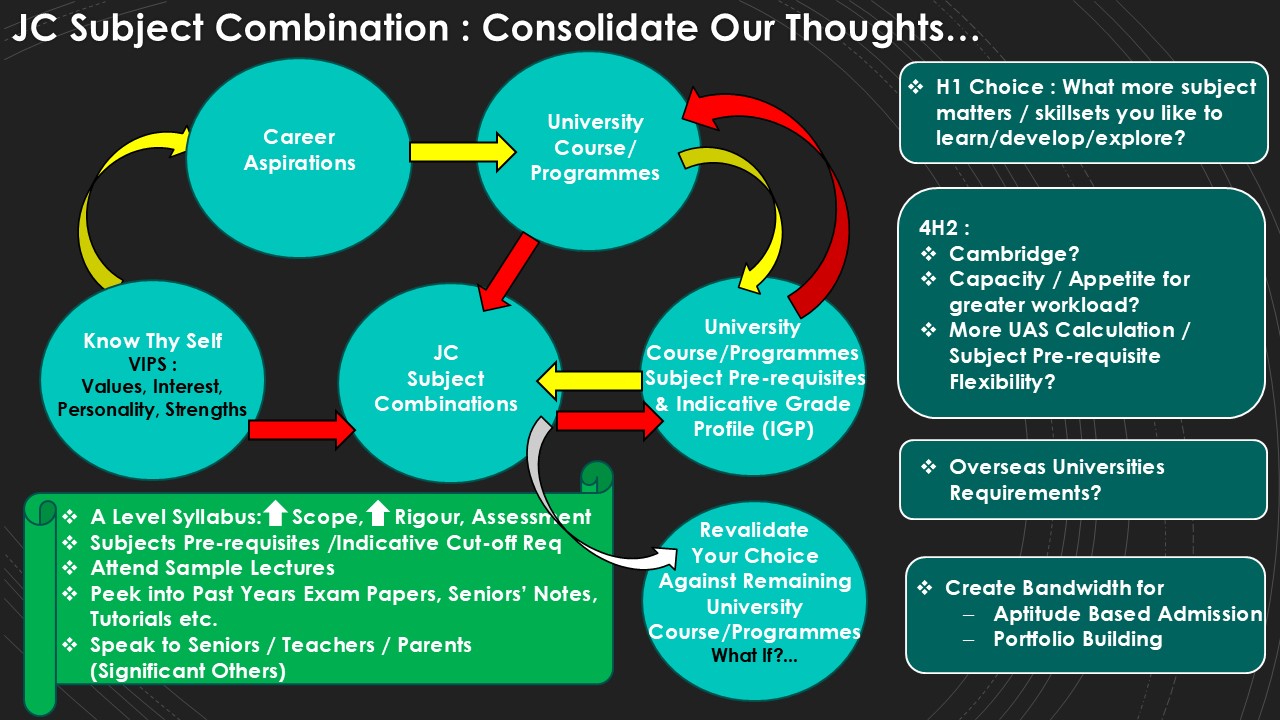 JC Subject Combination : Consolidate Our Thoughts…
Career
Aspirations
University
Course/
Programmes
Know Thy Self
VIPS :
Values, Interest,
Personality, Strengths
JC
Subject
Combinations
University
Course/Programmes
Subject Pre-requisites
& Indicative Grade
Profile (IGP)
❖ A Level Syllabus: Scope, Rigour, Assessment
❖ Subjects Pre-requisites /Indicative Cut-off Req
❖ Attend Sample Lectures
❖ Peek into Past Years Exam Papers, Seniors’ Notes,
Tutorials etc.
❖ Speak to Seniors / Teachers / Parents
(Significant Others)
Revalidate
Your Choice
Against Remaining
University
Course/Programmes
What If?...
❖ H1 Choice : What more subject
matters / skillsets you like to
learn/develop/explore?
4H2 :
❖ Cambridge?
❖ Capacity / Appetite for
greater workload?
❖ More UAS Calculation /
Subject Pre-requisite
Flexibility?
❖ Overseas Universities
Requirements?
❖ Create Bandwidth for
– Aptitude Based Admission
– Portfolio Building